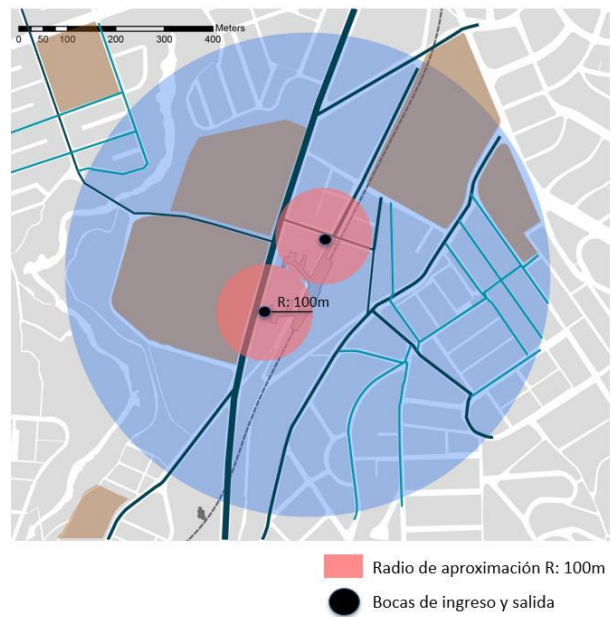 Meters
0 50 100 200 300 400
R: 100m
Radio de aproximación R: 100m
Bocas de ingreso y salida